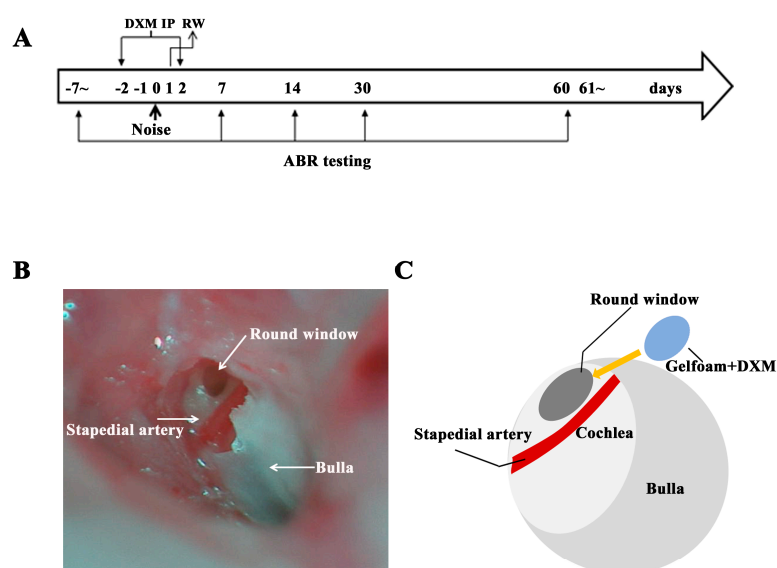 A
DXM IP RW
-7~ -2 -1 0 1 2 7 14 30 60 61~ days
Noise
ABR testing
B
Round window
Stapedial artery
Bulla
C
Round window
Gelfoam+DXM
Stapedial artery
Cochlea
Bulla